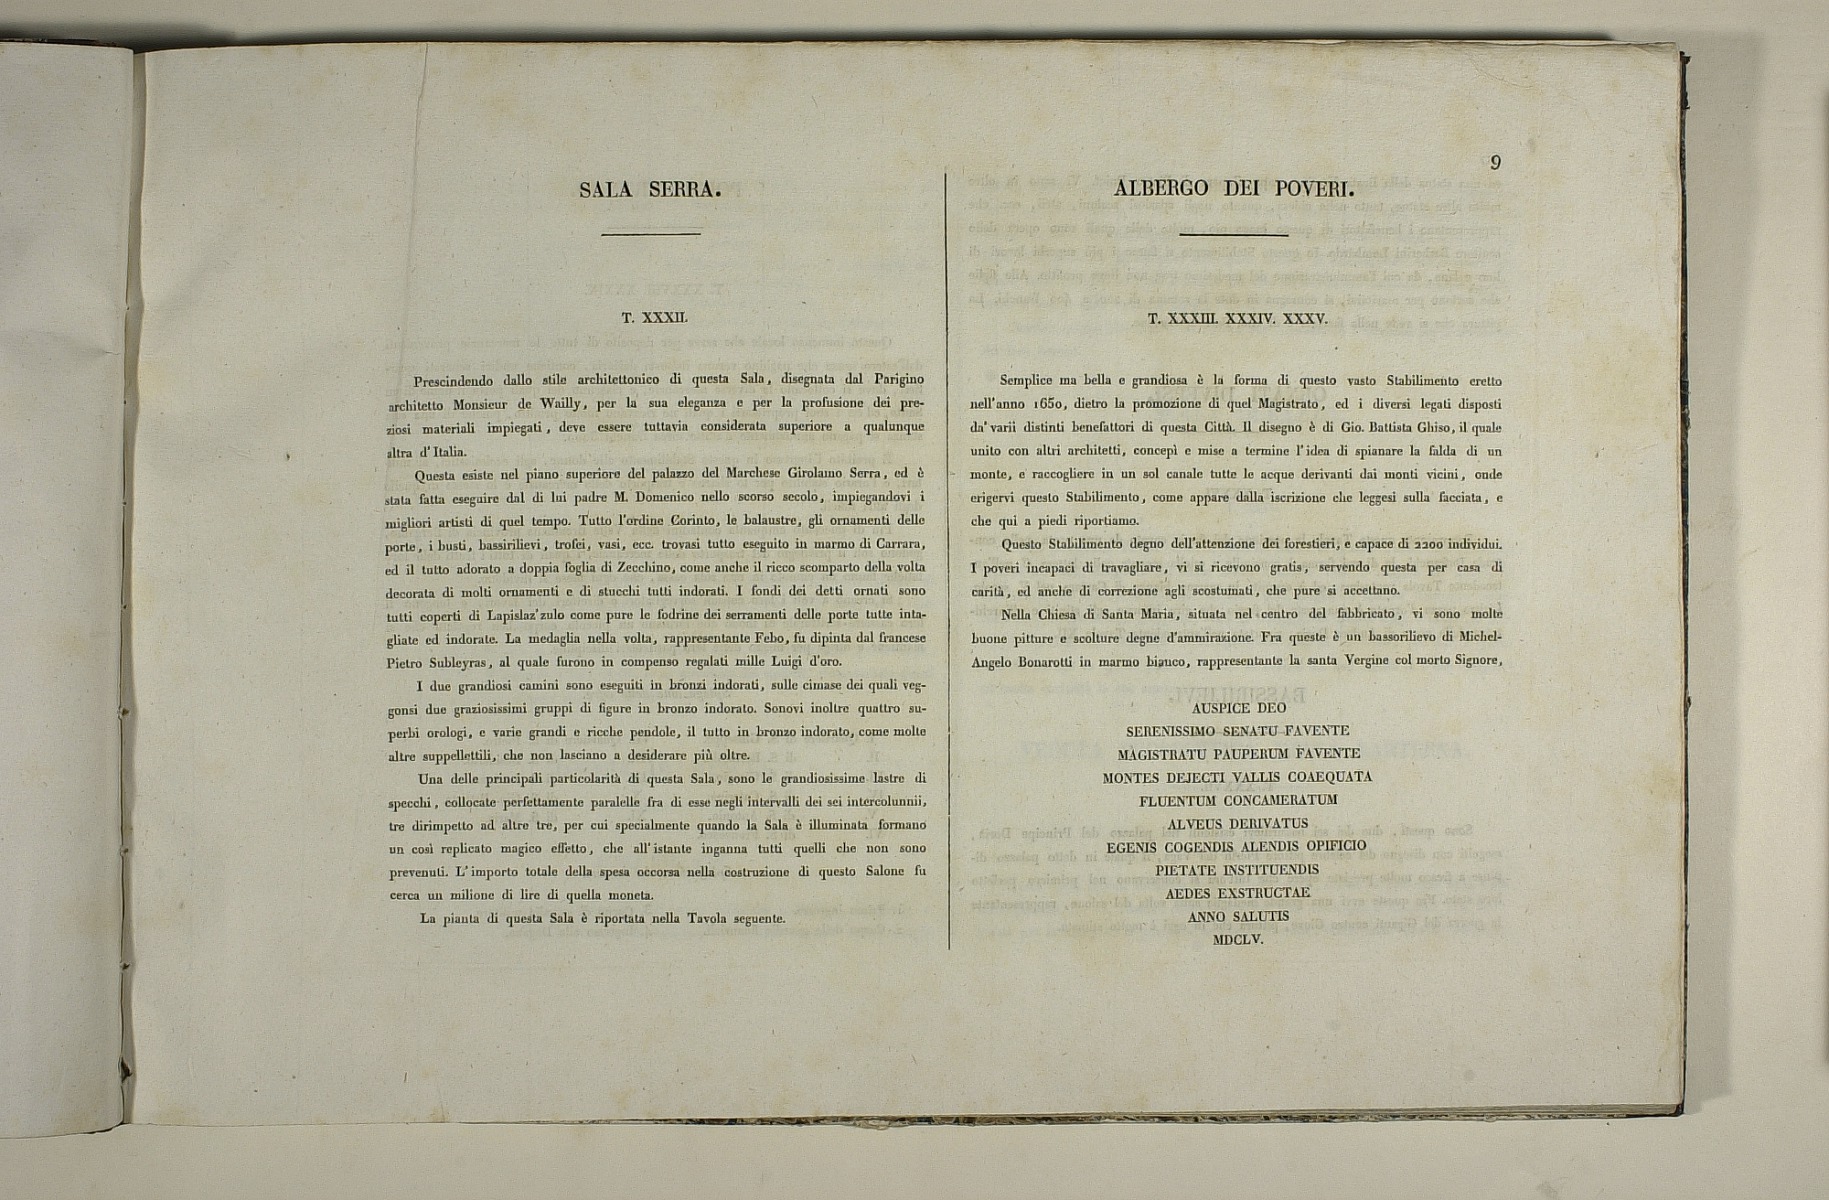 9
SALA SERRA.
T. XXXII.
Prescindendo dallo stile architettonico di questa Sala, disegnata dal Parigino
architetto Monsieur de Wailly, per la sua eleganza e per la profusione dei pre-
ziosi materiali impiegati, deve essere tuttavia considerata superiore a qualunque
altra d'Italia.
Questa esiste nel piano superiore del palazzo del Marchese Girolamo Serra, ed è
stata fatta eseguire dal di lui padre M. Domenico nello scorso secolo, impiegandovi i
migliori artisti di quel tempo. Tutto l'ordine Corinto, le balaustre, gli ornamenti delle
porte, i busti, bassirilievi, trofei, vasi, ecc. trovasi tutto eseguito in marmo di Carrara,
ed il tutto adorato a doppia foglia di Zecchino, come anche il ricco scomparto della volta
decorata di molti ornamenti e di stucchi tutti indorati. I fondi dei detti ornati sono
tutti coperti di Lapislaz'zulo come pure le fodrine dei serramenti delle porte tutte inta-
gliate ed indorate. La medaglia nella volta, rappresentante Febo, fu dipinta dal francese
Pietro Subleyras, al quale furono in compenso regalati mille Luigi d'oro.
I due grandiosi camini sono eseguiti in bronzi indorati, sulle cimase dei quali veg-
gonsi due graziosissimi gruppi di figure in bronzo indorato. Sonovi inoltre quattro su-
perbi orologi, e varie grandi e ricche pendole, il tutto in bronzo indorato, come molte
altre suppellettili, che non lasciano a desiderare più oltre.
Una delle principali particolarità di questa Sala, sono le grandiosissime lastre di
specchi, collocate perfettamente paralelle fra di esse negli intervalli dei sei intercolunnii,
tre dirimpetto ad altre tre, per cui specialmente quando la Sala è illuminata formano
un così replicato magico effetto, che all'istante inganna tutti quelli che non sono
prevenuti. L'importo totale della spesa occorsa nella costruzione di questo Salone fu
cerca un milione di lire di quella moneta.
La pianta di questa Sala è riportata nella Tavola seguente.
ALBERGO DEI POVERI.
T. XXXIII. XXXIV. XXXV.
Semplice ma bella e grandiosa è la forma di questo vasto Stabilimento eretto
nell'anno 1650, dietro la promozione di quel Magistrato, ed i diversi legati disposti
da' varii distinti benefattori di questa Città. Il disegno è di Gio. Battista Ghiso, il quale
unito con altri architetti, concepì e mise a termine l'idea di spianare la falda di un
monte, e raccogliere in un sol canale tutte le acque derivanti dai monti vicini, onde
erigervi questo Stabilimento, come appare dalla iscrizione che leggesi sulla facciata, e
che qui a piedi riportiamo.
Questo Stabilimento degno dell'attenzione dei forestieri, e capace di 2200 individui.
I poveri incapaci di travagliare, vi si ricevono gratis, servendo questa per casa di
carità, ed anche di correzione agli scostumati, che pure si accettano.
Nella Chiesa di Santa Maria, situata nel centro del fabbricato, vi sono molte
buone pitture e scolture degne d'ammirazione. Fra queste è un bassorilievo di Michel-
Angelo Bonarotti in marmo bianco, rappresentante la santa Vergine col morto Signore,
AUSPICE DEO
SERENISSIMO SENATU FAVENTE
MAGISTRATU PAUPERUM FAVENTE
MONTES DEJECTI VALLIS COAEQUATA
FLUENTUM CONCAMERATUM
ALVEUS DERIVATUS
EGENIS COGENDIS ALENDIS OPIFICIO
PIETATE INSTITUENDIS
AEDES EXSTRUCTAE
ANNO SALUTIS
MDCLV.